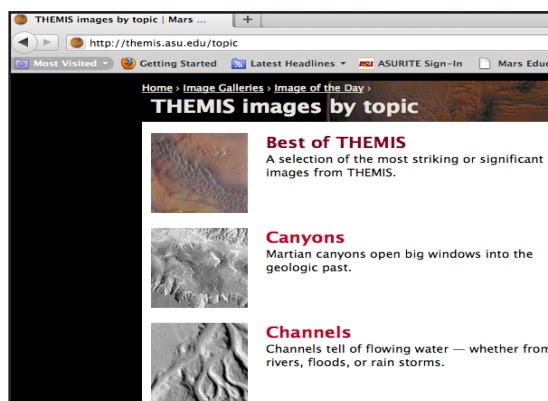 THEMIS images by topic | Mars ...
http://themis.asu.edu/topic
Most Visited Getting Started Latest Headlines ASU ASURITE Sign-In Mars Educ
Home › Image Galleries › Image of the Day ›
THEMIS images by topic
Best of THEMIS
A selection of the most striking or significant
images from THEMIS.
Canyons
Martian canyons open big windows into the
geologic past.
Channels
Channels tell of flowing water — whether from
rivers, floods, or rain storms.